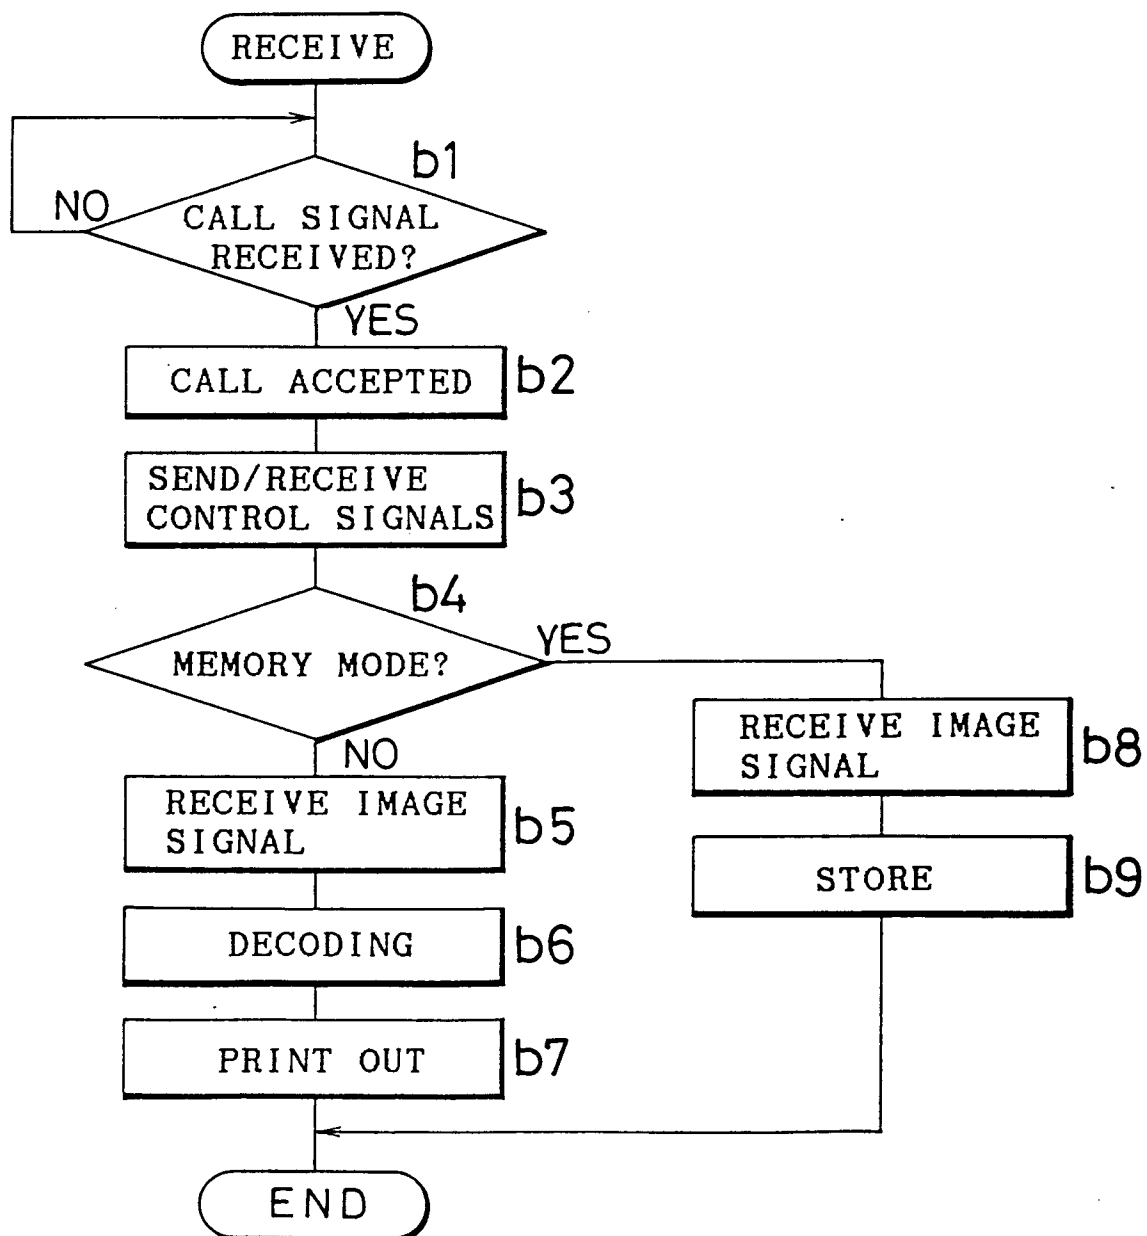 RECEIVE
b1
NO
CALL SIGNAL
RECEIVED?
YES
CALL ACCEPTED
b2
SEND/RECEIVE
CONTROL SIGNALS
b3
b4
MEMORY MODE?
YES
NO
RECEIVE IMAGE
SIGNAL
b5
DECODING
b6
PRINT OUT
b7
RECEIVE IMAGE
SIGNAL
b8
STORE
b9
END